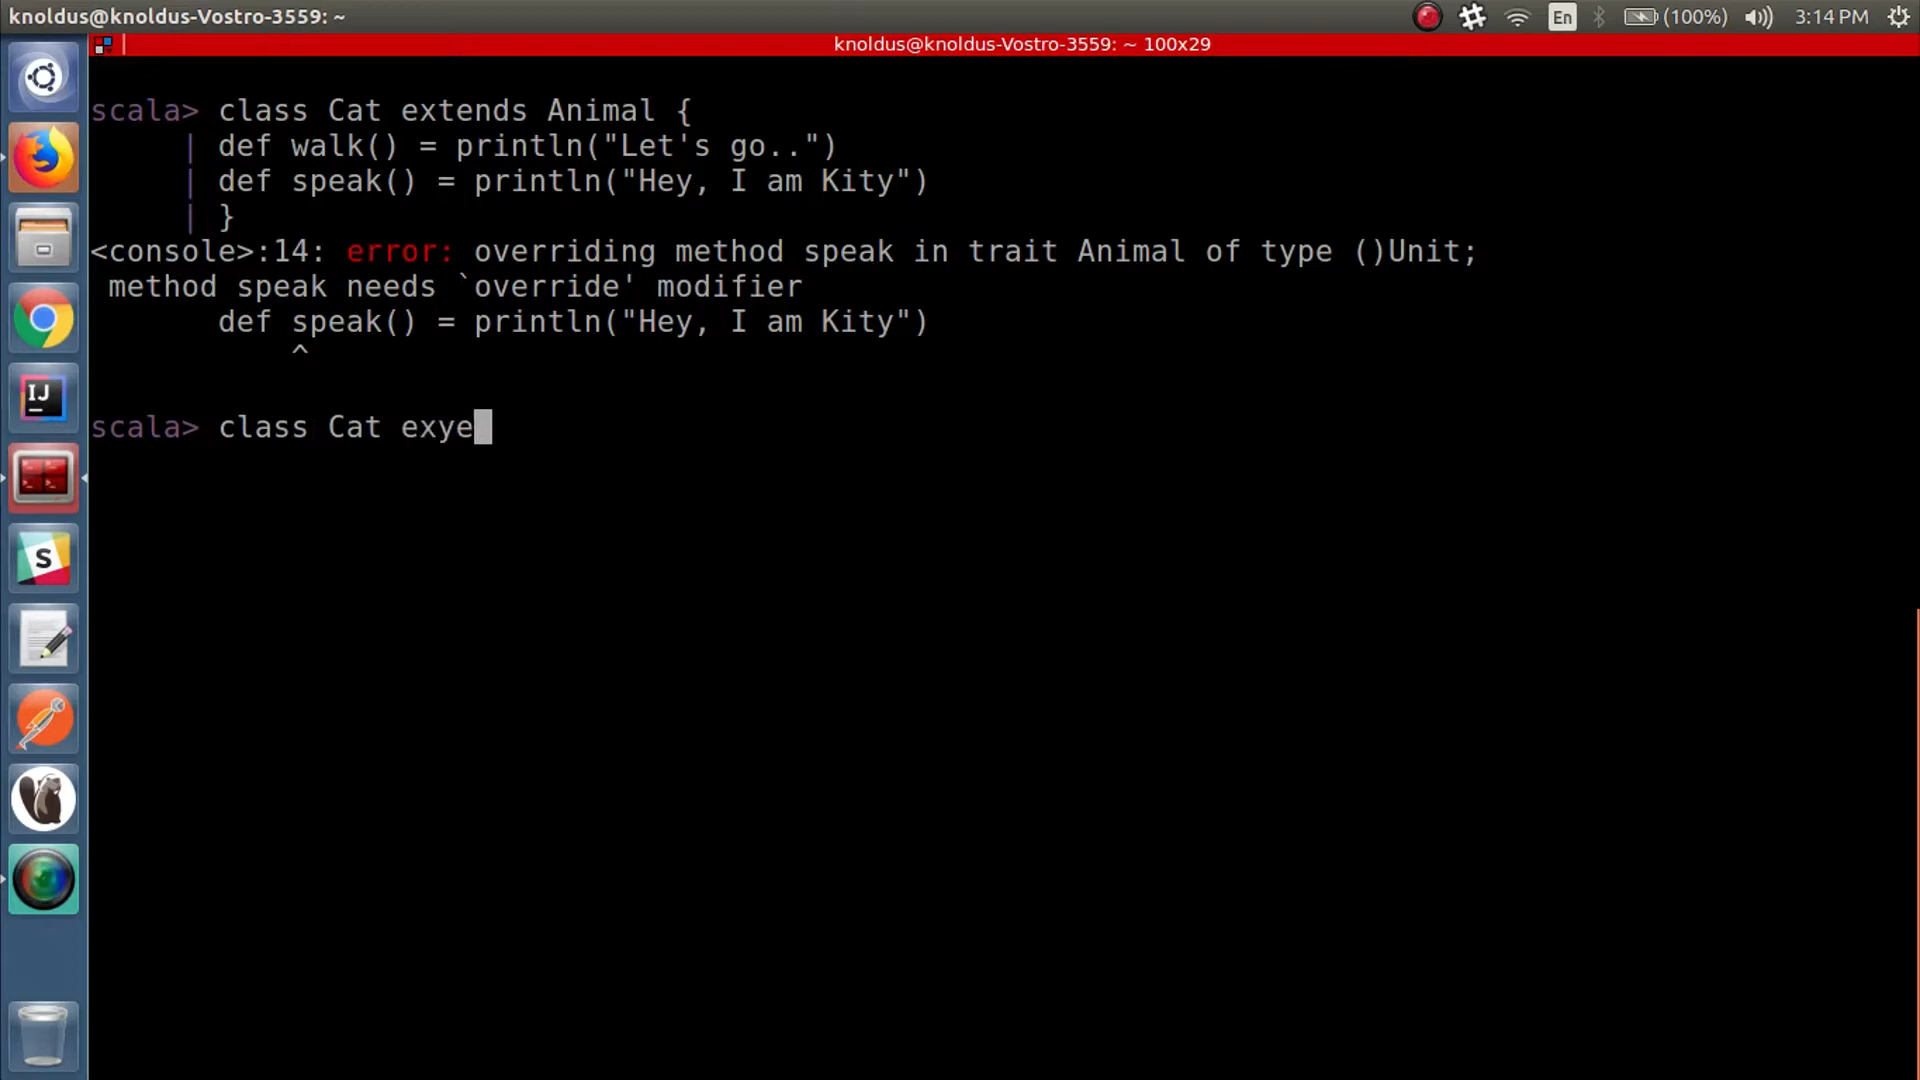 knoldus@knoldus-Vostro-3559: ~
En
(100%)
3:14 PM
knoldus@knoldus-Vostro-3559: ~ 100x29
scala> class Cat extends Animal {
| def walk() = println("Let's go..")
| def speak() = println("Hey, I am Kity")
| }
<console>:14: error: overriding method speak in trait Animal of type ()Unit;
method speak needs `override' modifier
def speak() = println("Hey, I am Kity")
^
scala> class Cat exye
IJ
S